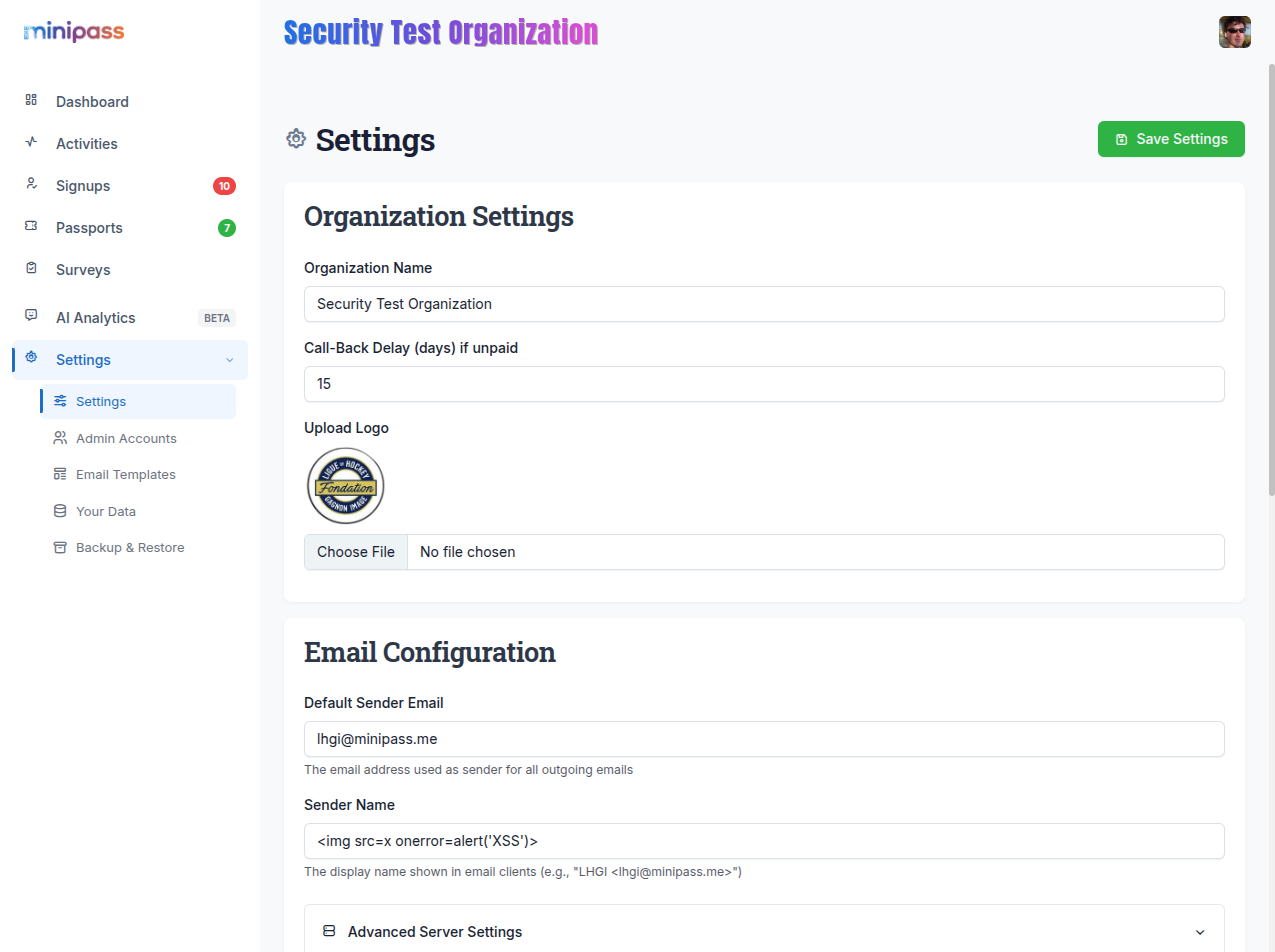 minipass
Security Test Organization
Dashboard
Activities
Signups 10
Passports 7
Surveys
AI Analytics BETA
Settings
Settings
Admin Accounts
Email Templates
Your Data
Backup & Restore
Settings
Save Settings
Organization Settings
Organization Name
Security Test Organization
Call-Back Delay (days) if unpaid
15
Upload Logo
LIGUE de HOCKEY
Fondation
GAGNON IMAGE
Choose File No file chosen
Email Configuration
Default Sender Email
lhgi@minipass.me
The email address used as sender for all outgoing emails
Sender Name
<img src=x onerror=alert('XSS')>
The display name shown in email clients (e.g., "LHGI <lhgi@minipass.me>")
Advanced Server Settings